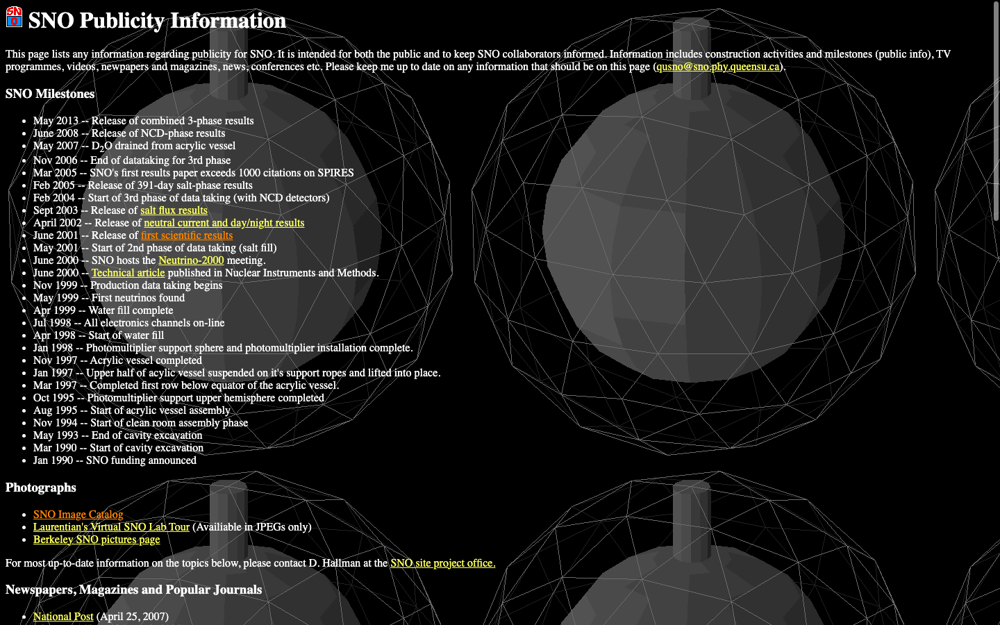 SNO
SNO Publicity Information
This page lists any information regarding publicity for SNO. It is intended for both the public and to keep SNO collaborators informed. Information includes construction activities and milestones (public info), TV
programmes, videos, newpapers and magazines, news, conferences etc. Please keep me up to date on any information that should be on this page (qusno@sno.phy.queensu.ca).
SNO Milestones
May 2013 -- Release of combined 3-phase results
June 2008 -- Release of NCD-phase results
May 2007 -- D2O drained from acrylic vessel
Nov 2006 -- End of datataking for 3rd phase
Mar 2005 -- SNO's first results paper exceeds 1000 citations on SPIRES
Feb 2005 -- Release of 391-day salt-phase results
Feb 2004 -- Start of 3rd phase of data taking (with NCD detectors)
Sept 2003 -- Release of salt flux results
April 2002 -- Release of neutral current and day/night results
June 2001 -- Release of first scientific results
May 2001 -- Start of 2nd phase of data taking (salt fill)
June 2000 -- SNO hosts the Neutrino-2000 meeting.
June 2000 -- Technical article published in Nuclear Instruments and Methods.
Nov 1999 -- Production data taking begins
May 1999 -- First neutrinos found
Apr 1999 -- Water fill complete
Jul 1998 -- All electronics channels on-line
Apr 1998 -- Start of water fill
Jan 1998 -- Photomultiplier support sphere and photomultiplier installation complete.
Nov 1997 -- Acrylic vessel completed
Jan 1997 -- Upper half of acylic vessel suspended on it's support ropes and lifted into place.
Mar 1997 -- Completed first row below equator of the acrylic vessel.
Oct 1995 -- Photomultiplier support upper hemisphere completed
Aug 1995 -- Start of acrylic vessel assembly
Nov 1994 -- Start of clean room assembly phase
May 1993 -- End of cavity excavation
Mar 1990 -- Start of cavity excavation
Jan 1990 -- SNO funding announced
Photographs
SNO Image Catalog
Laurentian's Virtual SNO Lab Tour (Availiable in JPEGs only)
Berkeley SNO pictures page
For most up-to-date information on the topics below, please contact D. Hallman at the SNO site project office.
Newspapers, Magazines and Popular Journals
National Post (April 25, 2007)